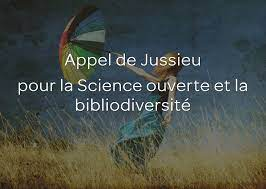 Appel de Jussieu
pour la Science ouverte et la
bibliodiversité